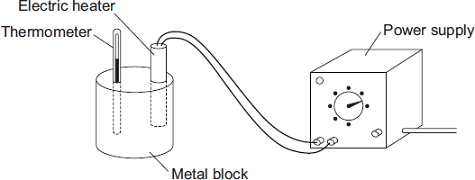 Electric heater
Thermometer
Power supply
Metal block